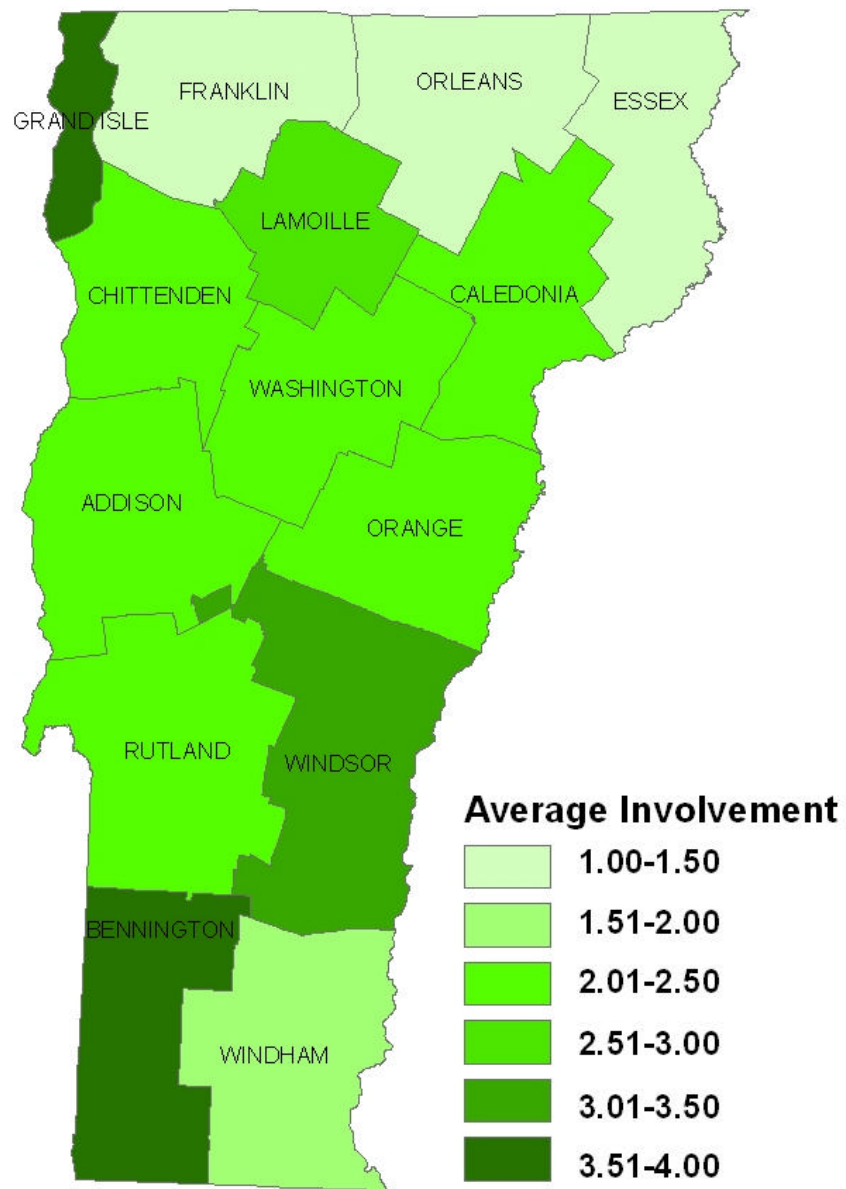 FRANKLIN
ORLEANS
ESSEX
GRAND ISLE
LAMOILLE
CHITTENDEN
CALEDONIA
WASHINGTON
ADDISON
ORANGE
RUTLAND
WINDSOR
BENNINGTON
WINDHAM
Average Involvement
1.00-1.50
1.51-2.00
2.01-2.50
2.51-3.00
3.01-3.50
3.51-4.00